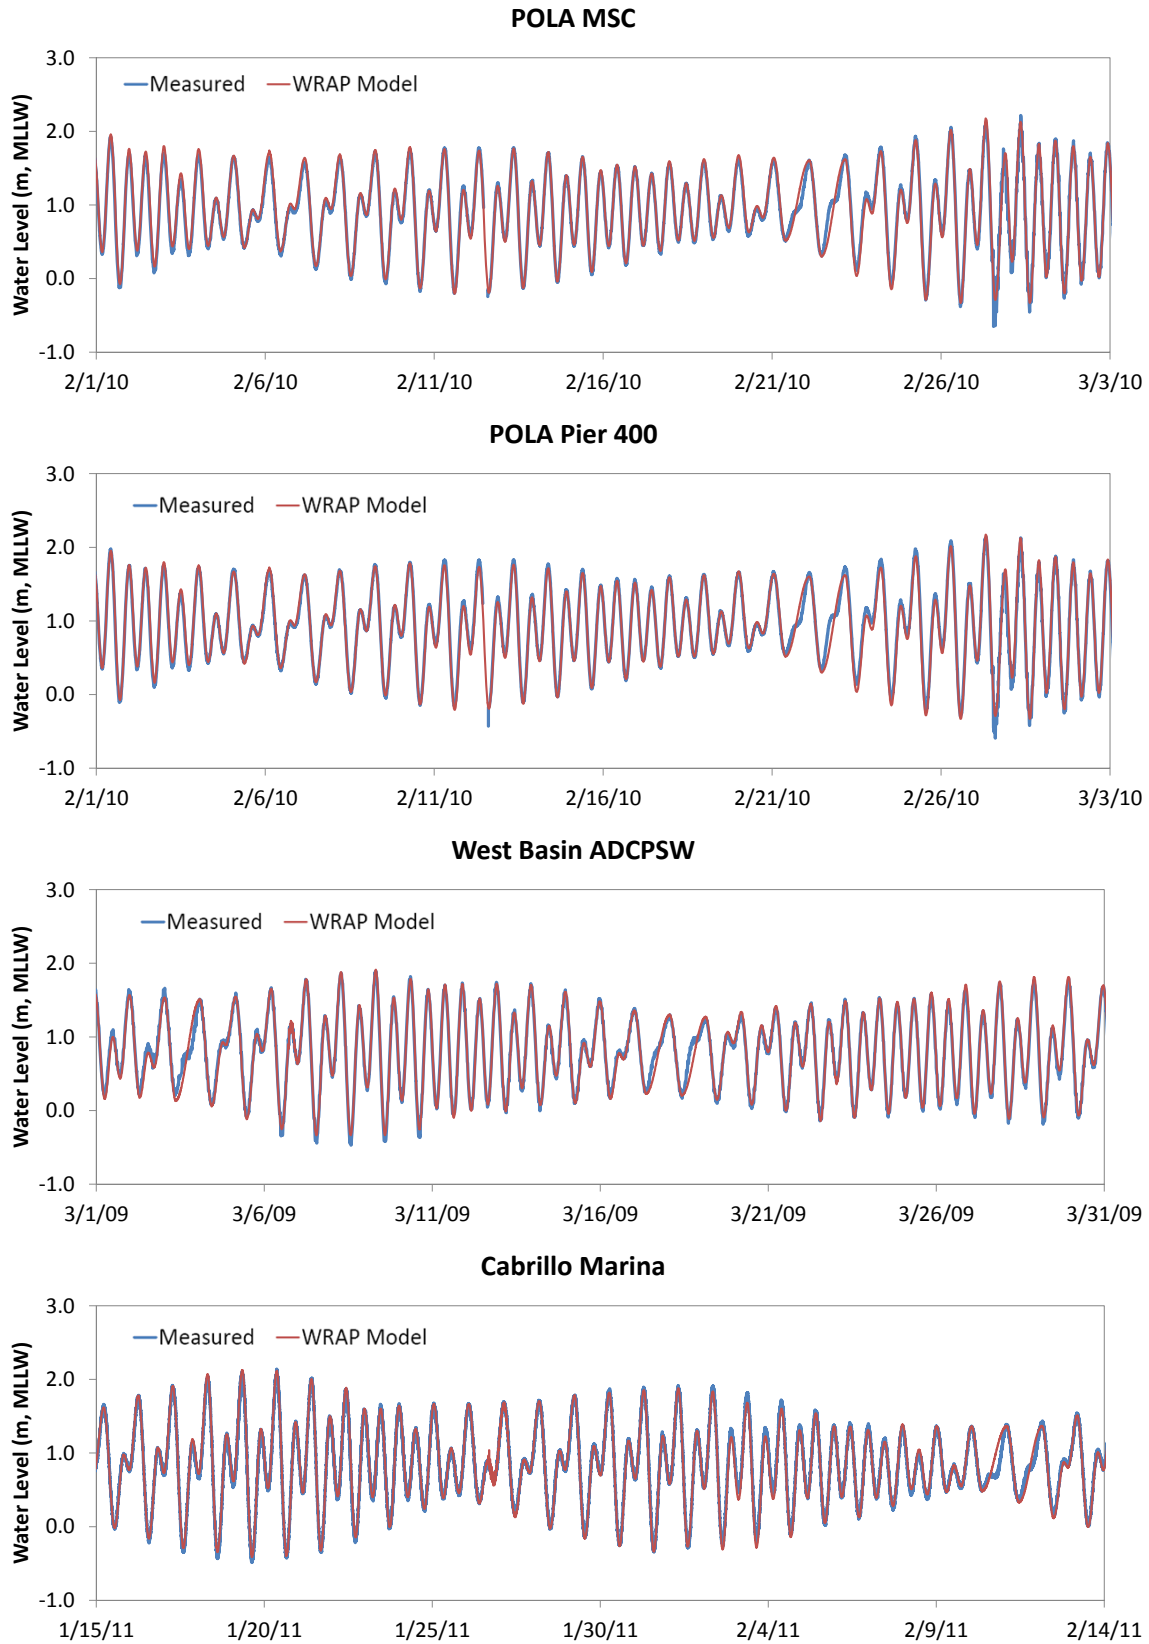 POLA MSC
Water Level (m, MLLW)
3.0
2.0
1.0
0.0
-1.0
Measured WRAP Model
2/1/10 2/6/10 2/11/10 2/16/10 2/21/10 2/26/10 3/3/10
POLA Pier 400
Water Level (m, MLLW)
3.0
2.0
1.0
0.0
-1.0
Measured WRAP Model
2/1/10 2/6/10 2/11/10 2/16/10 2/21/10 2/26/10 3/3/10
West Basin ADCPSW
Water Level (m, MLLW)
3.0
2.0
1.0
0.0
-1.0
Measured WRAP Model
3/1/09 3/6/09 3/11/09 3/16/09 3/21/09 3/26/09 3/31/09
Cabrillo Marina
Water Level (m, MLLW)
3.0
2.0
1.0
0.0
-1.0
Measured WRAP Model
1/15/11 1/20/11 1/25/11 1/30/11 2/4/11 2/9/11 2/14/11